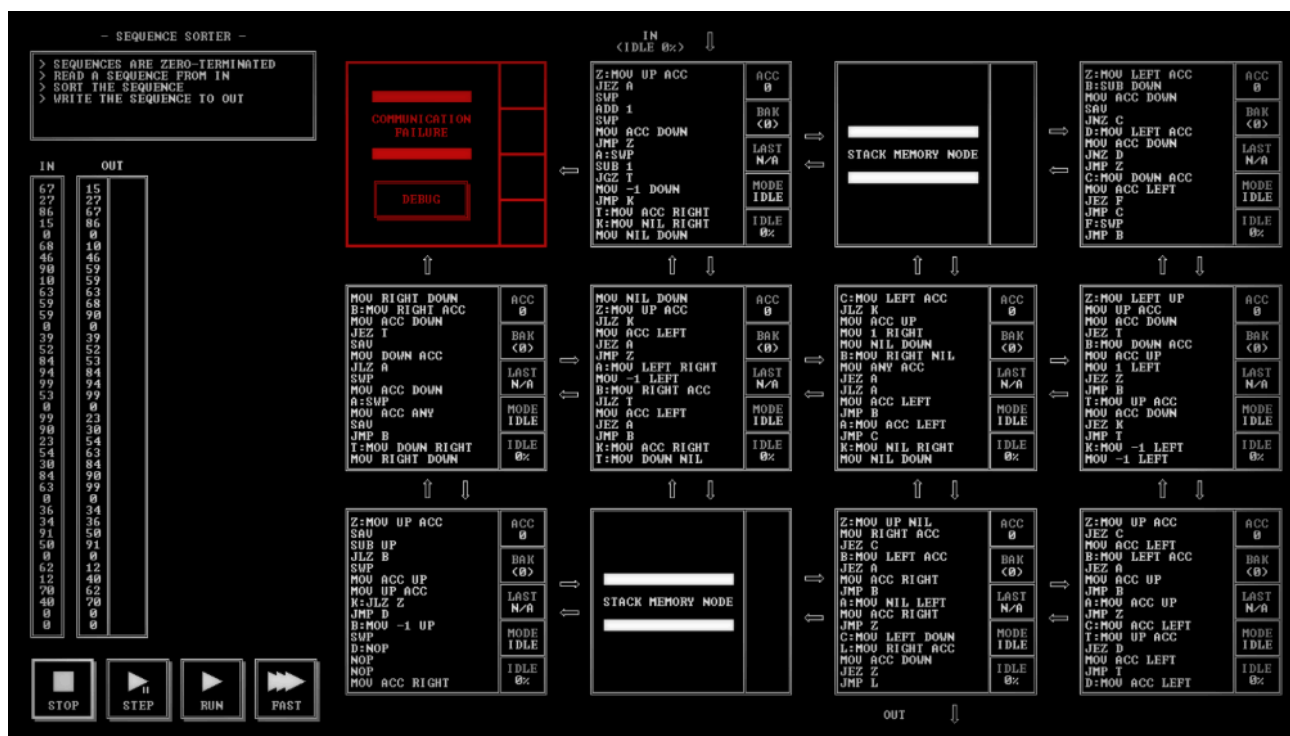 - SEQUENCE SORTER -
> SEQUENCES ARE ZERO-TERMINATED
> READ A SEQUENCE FROM IN
> SORT THE SEQUENCE
> WRITE THE SEQUENCE TO OUT
IN OUT
67 15
27 27
86 67
15 86
0 0
68 10
46 46
90 59
10 59
63 63
59 68
59 90
0 0
39 39
52 52
84 53
94 84
99 94
53 99
0 0
99 23
90 30
23 54
54 63
30 84
84 90
63 99
0 0
36 34
34 36
91 50
50 91
0 0
62 12
12 40
70 62
40 70
0 0
0 0
STOP
STEP
RUN
FAST
IN
(IDLE 0%)
COMMUNICATION
FAILURE
DEBUG
Z:MOV UP ACC
JEZ A
SWP
ADD 1
SWP
MOV ACC DOWN
JMP Z
A:SWP
SUB 1
JGZ T
MOV -1 DOWN
JMP K
T:MOV ACC RIGHT
K:MOV NIL RIGHT
MOV NIL DOWN
ACC
0
BAK
(0)
LAST
N/A
MODE
IDLE
IDLE
0%
STACK MEMORY NODE
Z:MOV LEFT ACC
B:SUB DOWN
MOV ACC DOWN
SAV
JNZ C
D:MOV LEFT ACC
MOV ACC DOWN
JNZ D
JMP Z
C:MOV DOWN ACC
MOV ACC LEFT
JEZ F
JMP C
F:SWP
JMP B
ACC
0
BAK
(0)
LAST
N/A
MODE
IDLE
IDLE
0%
MOV RIGHT DOWN
B:MOV RIGHT ACC
MOV ACC DOWN
JEZ T
SAV
MOV DOWN ACC
JLZ A
SWP
MOV ACC DOWN
A:SWP
MOV ACC ANY
SAV
JMP B
T:MOV DOWN RIGHT
MOV RIGHT DOWN
ACC
0
BAK
(0)
LAST
N/A
MODE
IDLE
IDLE
0%
MOV NIL DOWN
Z:MOV UP ACC
JLZ K
MOV ACC LEFT
JEZ A
JMP Z
A:MOV LEFT RIGHT
MOV -1 LEFT
B:MOV RIGHT ACC
JLZ T
MOV ACC LEFT
JEZ A
JMP B
K:MOV ACC RIGHT
T:MOV DOWN NIL
ACC
0
BAK
(0)
LAST
N/A
MODE
IDLE
IDLE
0%
C:MOV LEFT ACC
JLZ K
MOV ACC UP
MOV 1 RIGHT
MOV NIL DOWN
B:MOV RIGHT NIL
MOV ANY ACC
JEZ A
JLZ A
MOV ACC LEFT
JMP B
A:MOV ACC LEFT
JMP C
K:MOV NIL RIGHT
MOV NIL DOWN
ACC
0
BAK
(0)
LAST
N/A
MODE
IDLE
IDLE
0%
Z:MOV LEFT UP
MOV UP ACC
MOV ACC DOWN
JEZ T
B:MOV DOWN ACC
MOV ACC UP
MOV 1 LEFT
JEZ Z
JMP B
T:MOV UP ACC
MOV ACC DOWN
JEZ K
JMP T
K:MOV -1 LEFT
MOV -1 LEFT
ACC
0
BAK
(0)
LAST
N/A
MODE
IDLE
IDLE
0%
Z:MOV UP ACC
SAV
SUB UP
JLZ B
SWP
MOV ACC UP
MOV UP ACC
K:JLZ Z
JMP D
B:MOV -1 UP
SWP
D:NOP
NOP
NOP
MOV ACC RIGHT
ACC
0
BAK
(0)
LAST
N/A
MODE
IDLE
IDLE
0%
STACK MEMORY NODE
Z:MOV UP NIL
MOV RIGHT ACC
JEZ C
B:MOV LEFT ACC
JEZ A
MOV ACC RIGHT
JMP B
A:MOV NIL LEFT
MOV ACC RIGHT
JMP Z
C:MOV LEFT DOWN
L:MOV RIGHT ACC
MOV ACC DOWN
JEZ Z
JMP L
ACC
0
BAK
(0)
LAST
N/A
MODE
IDLE
IDLE
0%
Z:MOV UP ACC
JEZ C
MOV ACC LEFT
B:MOV LEFT ACC
JEZ A
MOV ACC UP
JMP B
A:MOV ACC UP
JMP Z
C:MOV ACC LEFT
T:MOV UP ACC
JEZ D
MOV ACC LEFT
JMP T
D:MOV ACC LEFT
ACC
0
BAK
(0)
LAST
N/A
MODE
IDLE
IDLE
0%
OUT